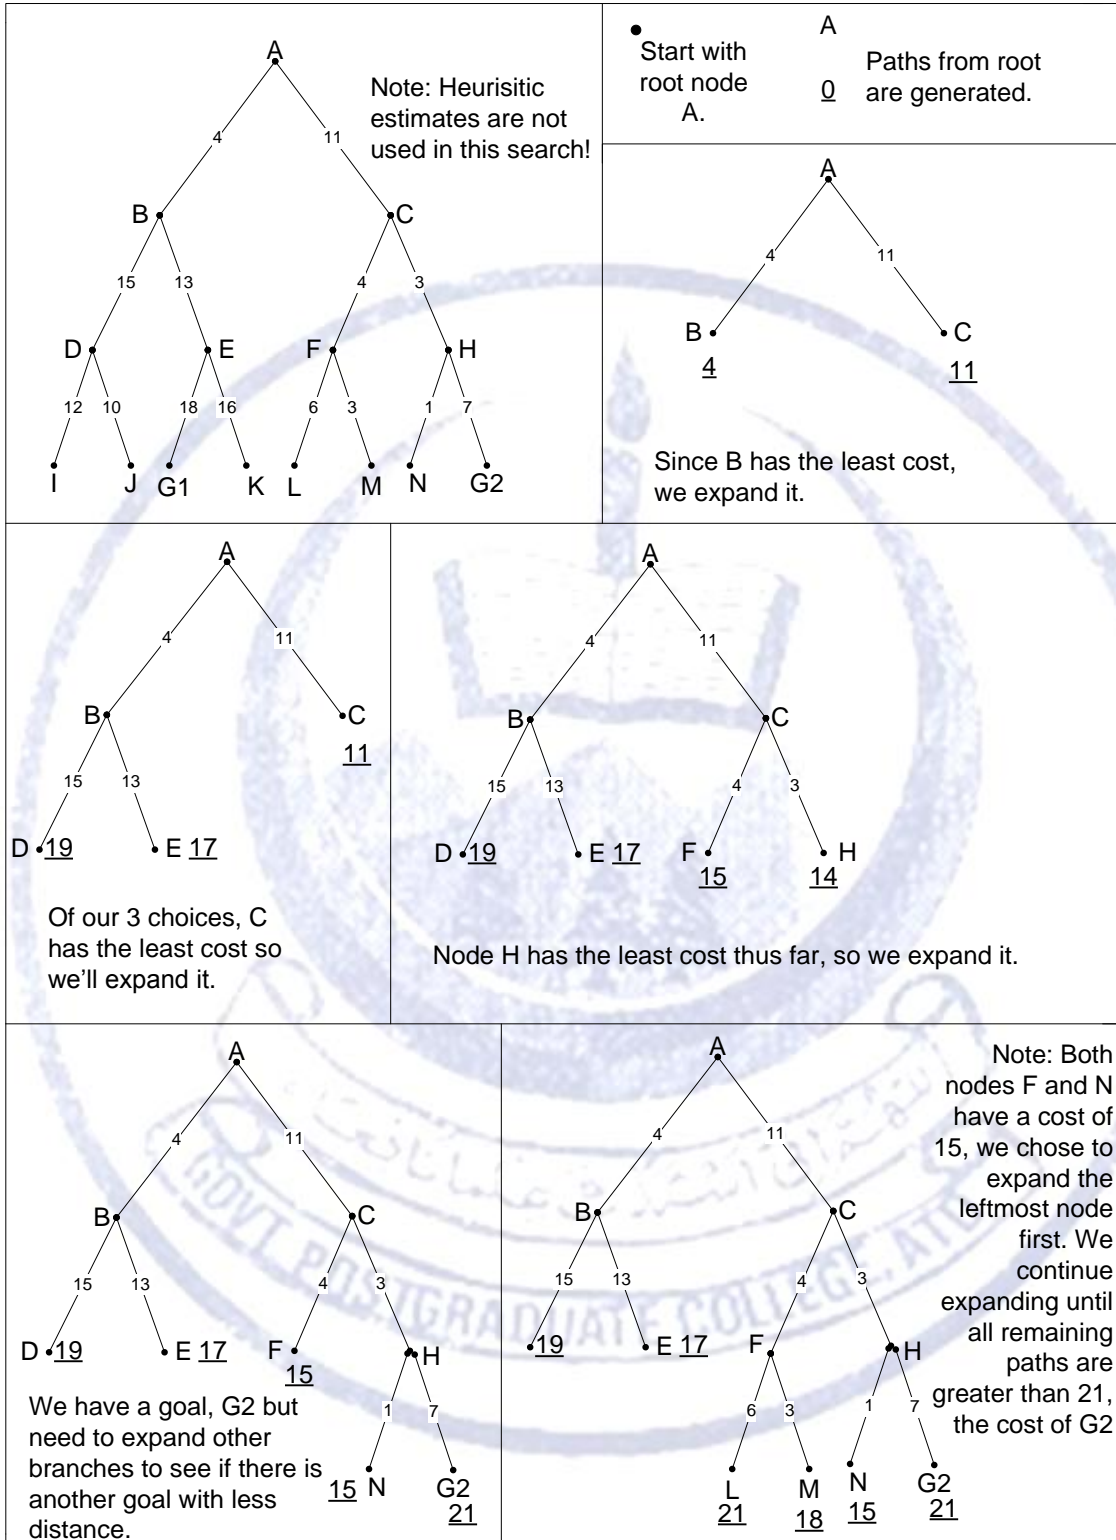 A
4
11
B
C
15
13
4
3
D
E
F
H
12
10
18
16
6
3
1
7
I
J
G1
K
L
M
N
G2
Note: Heurisitic
estimates are not
used in this search!
Start with
root node
A.
A
0
Paths from root
are generated.
A
4
11
B
C
4
11
Since B has the least cost,
we expand it.
A
4
11
B
C
11
15
13
D 19
E 17
Of our 3 choices, C
has the least cost so
we'll expand it.
A
4
11
B
C
15
13
4
3
D 19
E 17
F
H
15
14
Node H has the least cost thus far, so we expand it.
A
4
11
B
C
15
13
4
3
D 19
E 17
F
H
15
1
7
15 N
G2
21
We have a goal, G2 but
need to expand other
branches to see if there is
another goal with less
distance.
A
4
11
B
C
15
13
4
3
19
E 17
F
H
6
3
1
7
L
M
N
G2
21
18
15
21
Note: Both
nodes F and N
have a cost of
15, we chose to
expand the
leftmost node
first. We
continue
expanding until
all remaining
paths are
greater than 21,
the cost of G2
GOVT. POSTGRADUATE COLLEGE, ATD